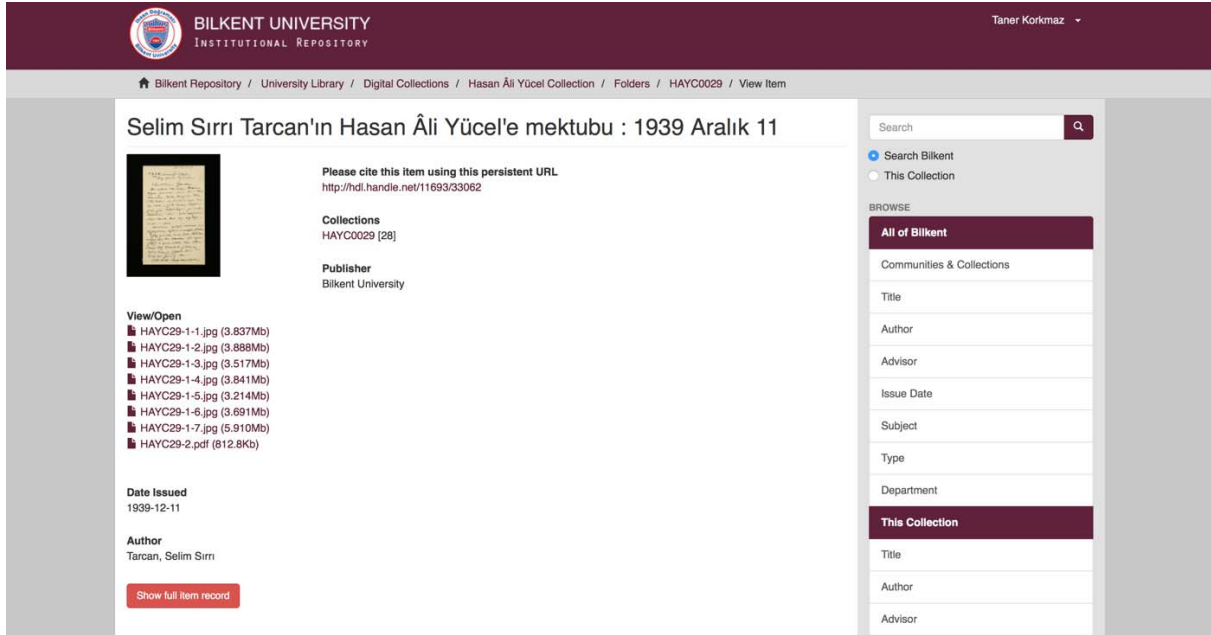 BILKENT UNIVERSITY
INSTITUTIONAL REPOSITORY
Taner Korkmaz
Bilkent Repository / University Library / Digital Collections / Hasan Âli Yücel Collection / Folders / HAYC0029 / View Item
Selim Sırrı Tarcan'ın Hasan Âli Yücel'e mektubu : 1939 Aralık 11
Please cite this item using this persistent URL
http://hdl.handle.net/11693/33062
Collections
HAYC0029 [28]
Publisher
Bilkent University
View/Open
HAYC29-1-1.jpg (3.837Mb)
HAYC29-1-2.jpg (3.888Mb)
HAYC29-1-3.jpg (3.517Mb)
HAYC29-1-4.jpg (3.841Mb)
HAYC29-1-5.jpg (3.214Mb)
HAYC29-1-6.jpg (3.691Mb)
HAYC29-1-7.jpg (5.910Mb)
HAYC29-2.pdf (812.8Kb)
Date Issued
1939-12-11
Author
Tarcan, Selim Sırrı
Show full item record
Search
Search Bilkent
This Collection
BROWSE
All of Bilkent
Communities & Collections
Title
Author
Advisor
Issue Date
Subject
Type
Department
This Collection
Title
Author
Advisor